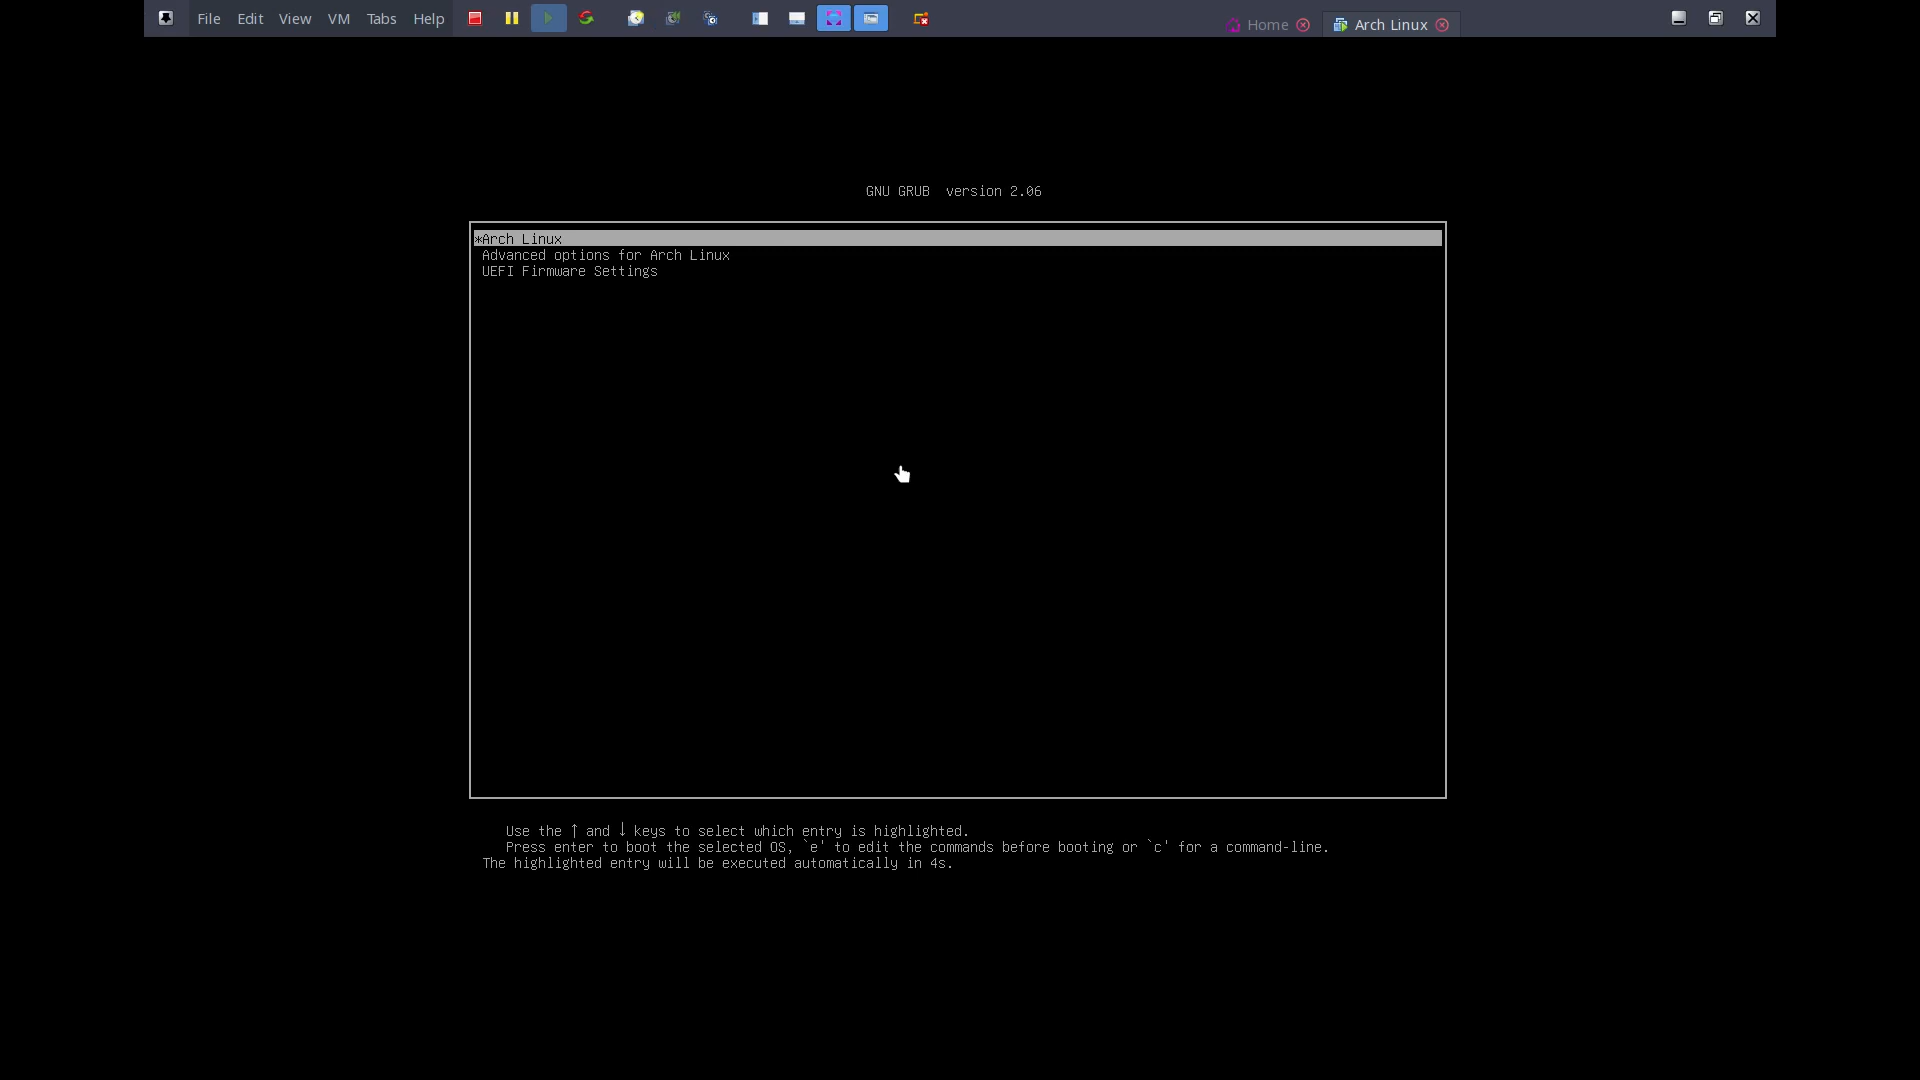 File Edit View VM Tabs Help Home Arch Linux
GNU GRUB version 2.06
*Arch Linux
Advanced options for Arch Linux
UEFI Firmware Settings
Use the ↑ and ↓ keys to select which entry is highlighted.
Press enter to boot the selected OS, `e' to edit the commands before booting or `c' for a command-line.
The highlighted entry will be executed automatically in 4s.